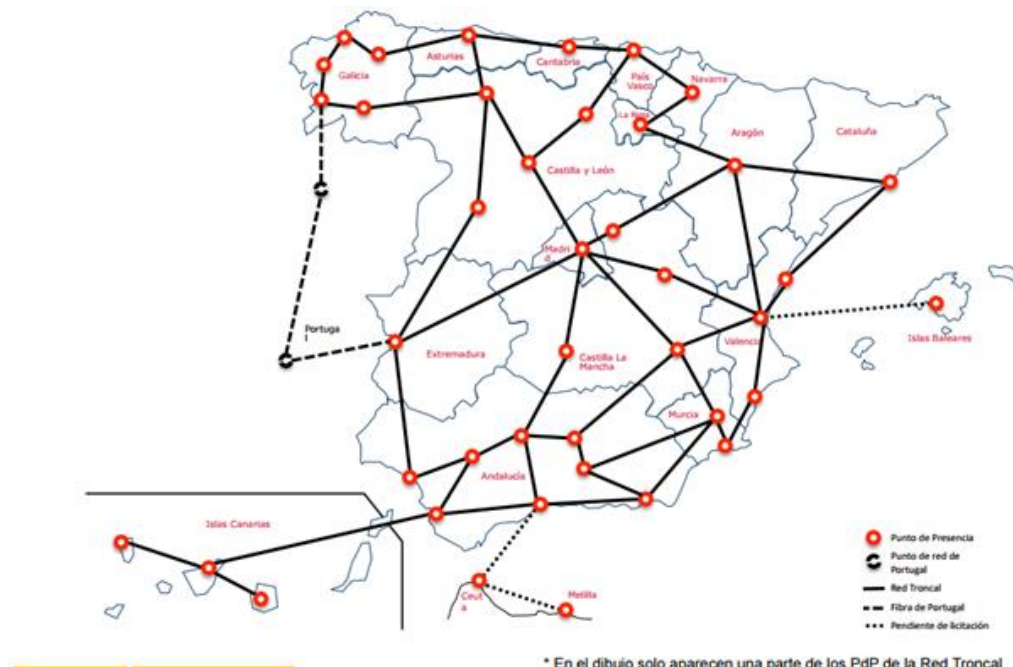 Asturias
Cantabria
Galicia
País
Vasco
Navarra
La Rioja
Aragón
Cataluña
Castilla y León
Madri
d
Portuga
l
Extremadura
Castilla La
Mancha
Valencia
Islas Baleares
Murcia
Andalucía
Islas Canarias
Ceut
a
Melilla
Punto de Presencia
Punto de red de
Portugal
Red Troncal
Fibra de Portugal
Pendiente de licitación
* En el dibujo solo aparecen una parte de los PdP de la Red Troncal